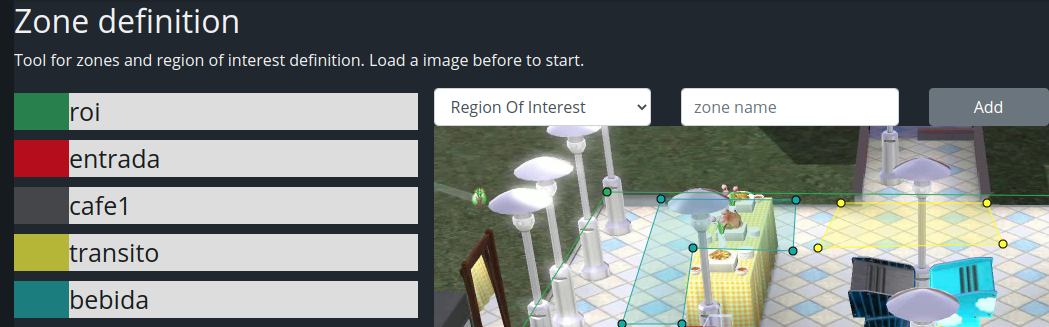 Zone definition
Tool for zones and region of interest definition. Load a image before to start.
roi
Region Of Interest
zone name
Add
entrada
cafe1
transito
bebida